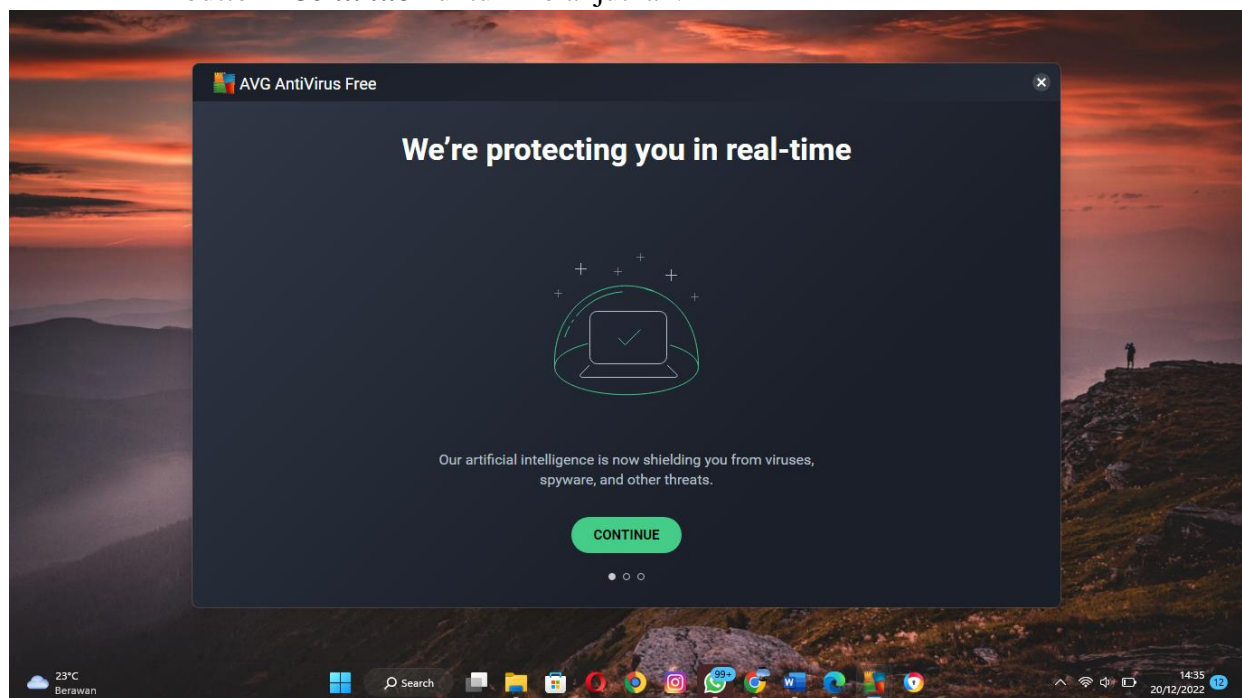 AVG AntiVirus Free
We're protecting you in real-time
Our artificial intelligence is now shielding you from viruses,
spyware, and other threats.
CONTINUE
23°C
Berawan
Search
99+
W
14:35
20/12/2022
12